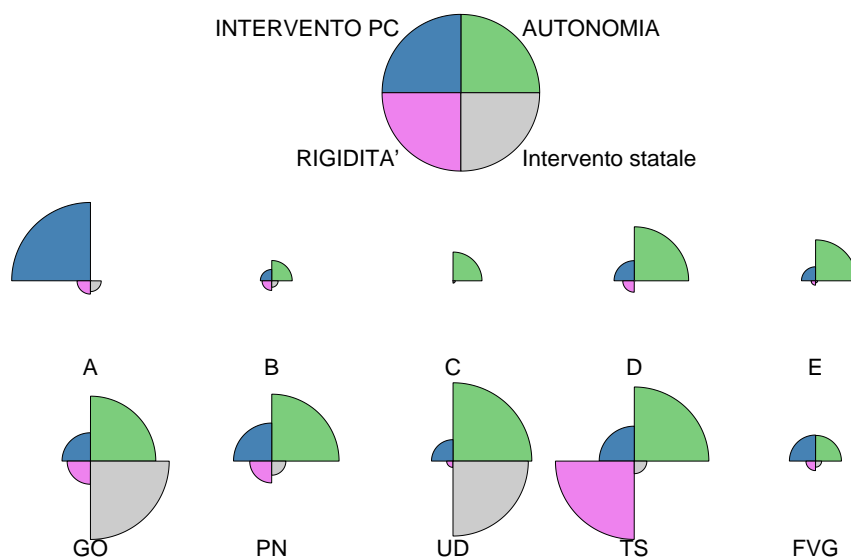 INTERVENTO PC
AUTONOMIA
RIGIDITA’
Intervento statale
A
B
C
D
E
GO
PN
UD
TS
FVG